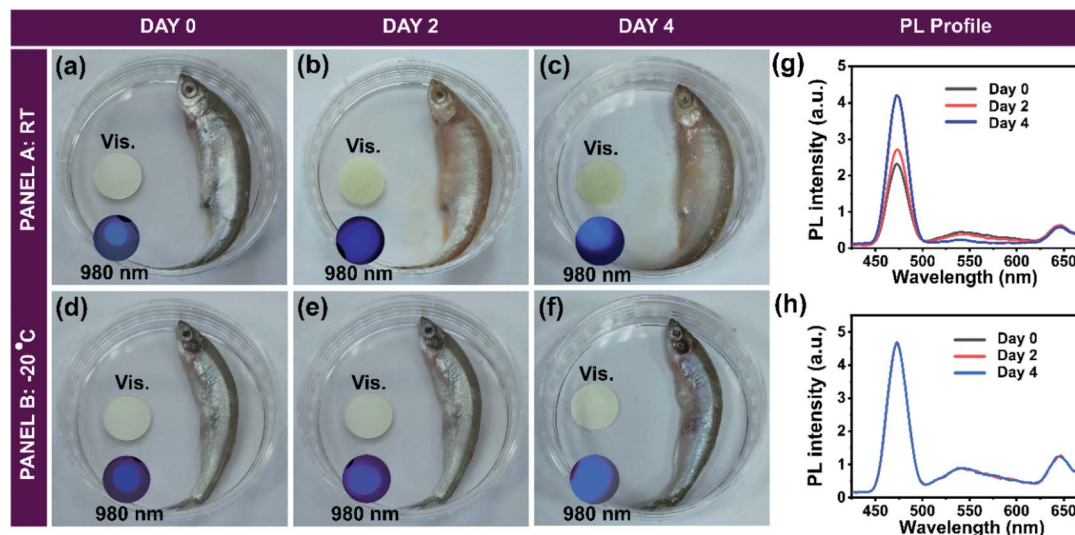 DAY 0
DAY 2
DAY 4
PL Profile
PANEL A: RT
(a)
Vis.
980 nm
(b)
Vis.
980 nm
(c)
Vis.
980 nm
(g)
PL intensity (a.u.)
5
4
3
2
1
0
Day 0
Day 2
Day 4
450 500 550 600 650
Wavelength (nm)
PANEL B: -20 °C
(d)
Vis.
980 nm
(e)
Vis.
980 nm
(f)
Vis.
980 nm
(h)
PL intensity (a.u.)
5
4
3
2
1
0
Day 0
Day 2
Day 4
450 500 550 600 650
Wavelength (nm)